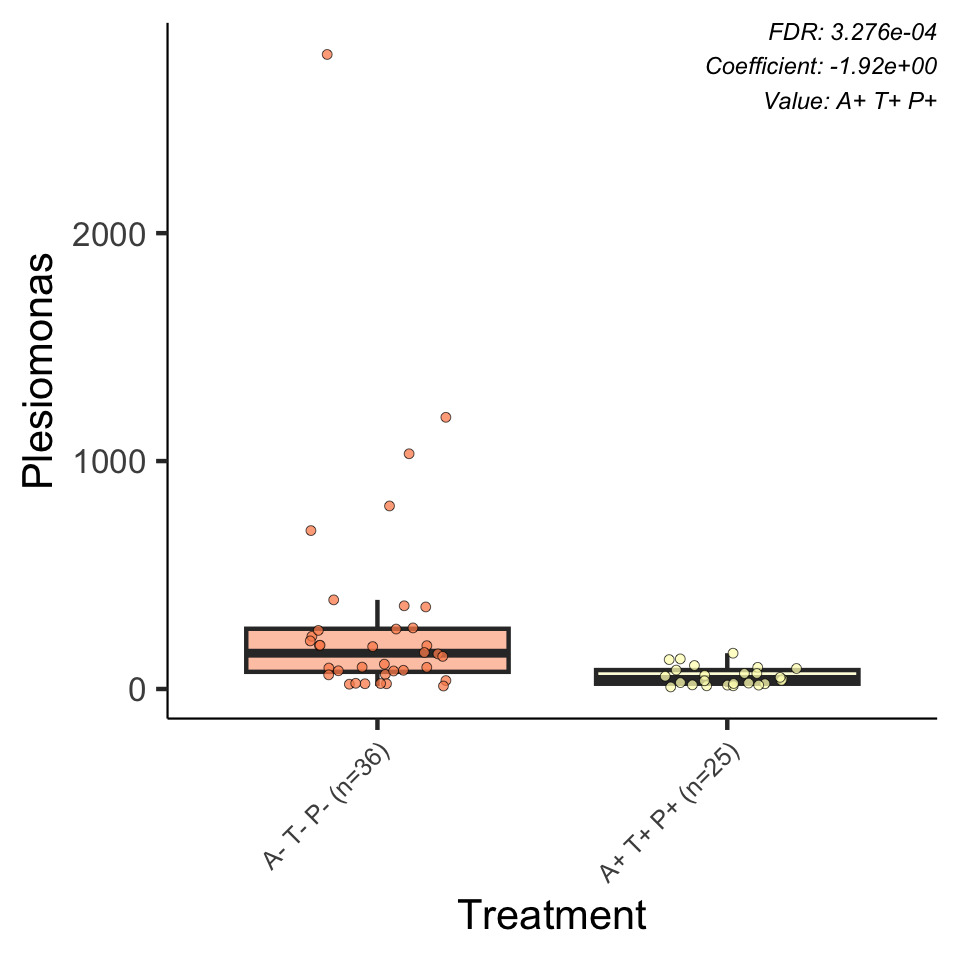 FDR: 3.276e-04
Coefficient: -1.92e+00
Value: A+ T+ P+
Plesiomonas
2000
1000
0
A- T- P- (n=36)
A+ T+ P+ (n=25)
Treatment